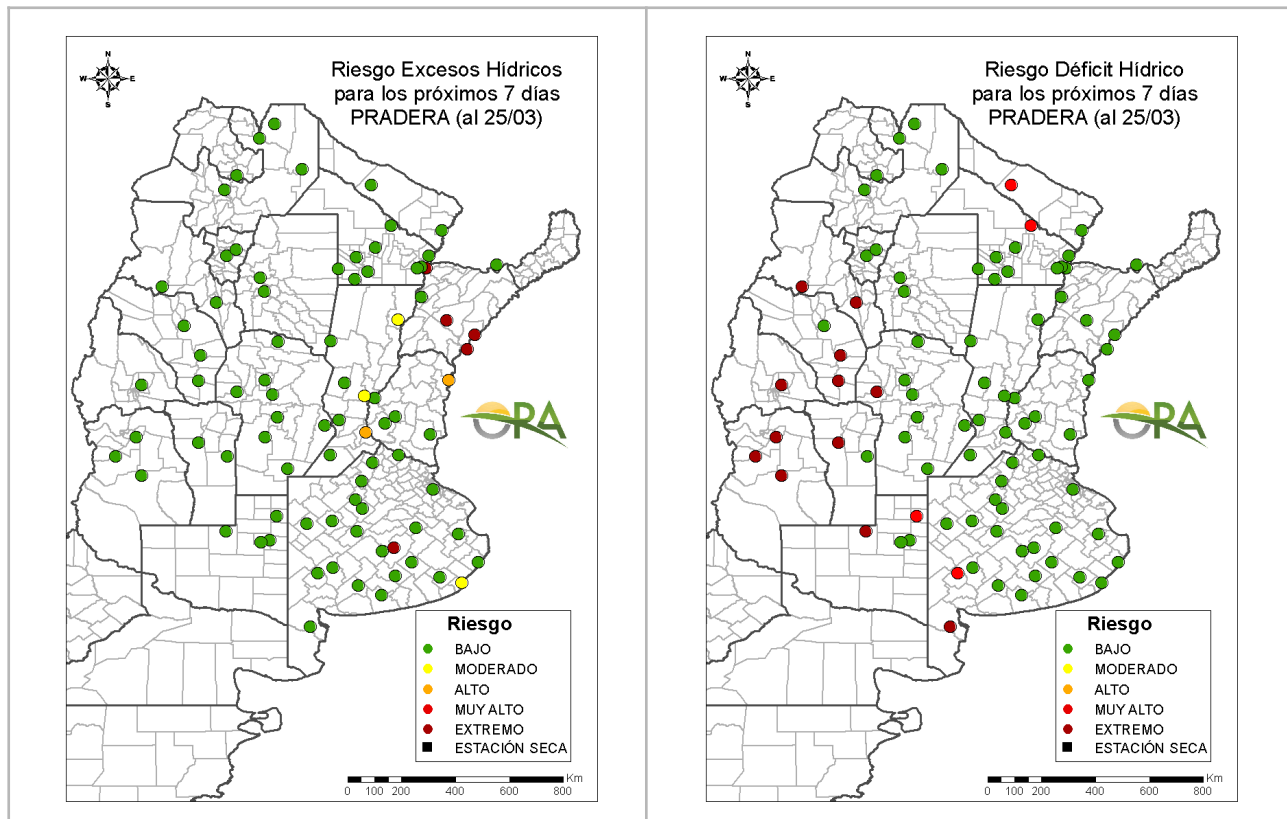 N
W E
S
Riesgo Excesos Hídricos
para los próximos 7 días
PRADERA (al 25/03)
ORA
Riesgo
BAJO
MODERADO
ALTO
MUY ALTO
EXTREMO
ESTACIÓN SECA
Km
0 100 200 400 600 800
N
W E
S
Riesgo Déficit Hídrico
para los próximos 7 días
PRADERA (al 25/03)
ORA
Riesgo
BAJO
MODERADO
ALTO
MUY ALTO
EXTREMO
ESTACIÓN SECA
Km
0 100 200 400 600 800